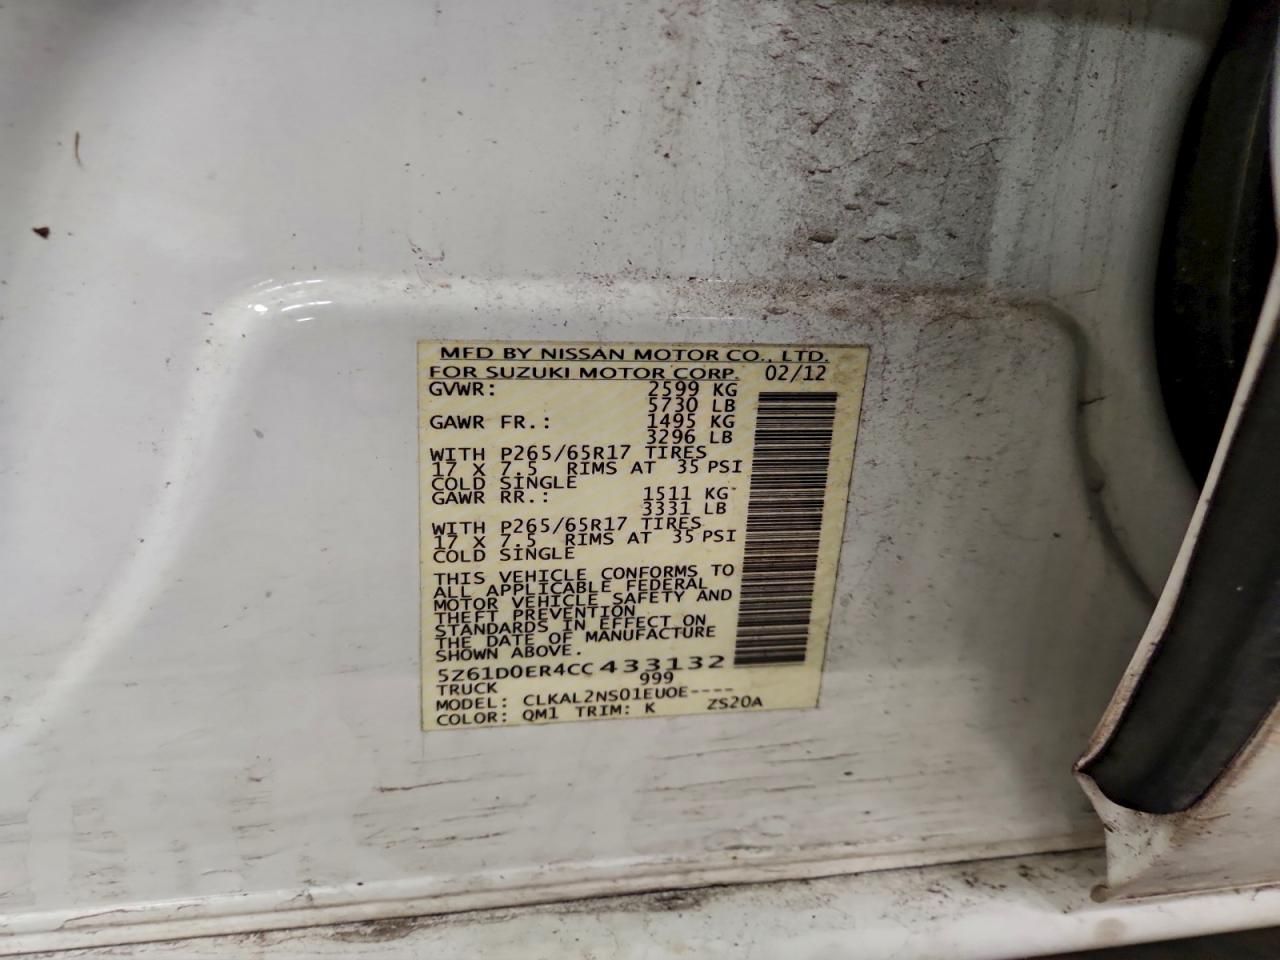 MFD BY NISSAN MOTOR CO., LTD.
FOR SUZUKI MOTOR CORP. 02/12
GVWR: 2599 KG
5730 LB
GAWR FR.: 1495 KG
3296 LB
WITH P265/65R17 TIRES
17 X 7.5 RIMS AT 35 PSI
COLD SINGLE
GAWR RR.: 1511 KG
3331 LB
WITH P265/65R17 TIRES
17 X 7.5 RIMS AT 35 PSI
COLD SINGLE
THIS VEHICLE CONFORMS TO
ALL APPLICABLE FEDERAL
MOTOR VEHICLE SAFETY AND
THEFT PREVENTION
STANDARDS IN EFFECT ON
THE DATE OF MANUFACTURE
SHOWN ABOVE.
5Z61D0ER4CC433132
TRUCK 999
MODEL: CLKAL2NS01EUOE----
COLOR: QM1 TRIM: K ZS20A